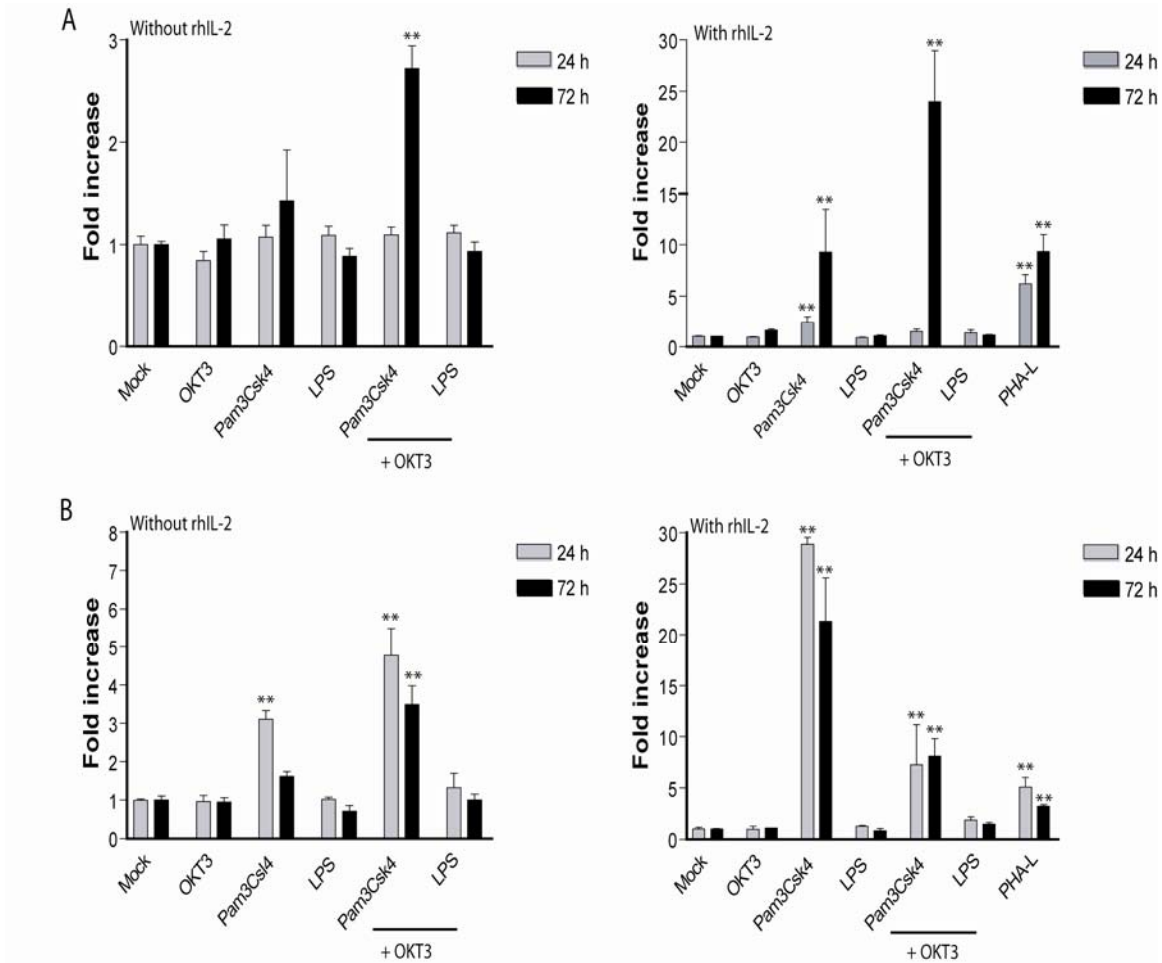 A
Without rhIL-2
3
2
1
0
Fold increase
24 h
72 h
**
Mock
OKT3
Pam3Csk4
LPS
Pam3Csk4
LPS
+ OKT3
With rhIL-2
30
25
20
15
10
5
0
Fold increase
24 h
72 h
**
**
**
**
**
Mock
OKT3
Pam3Csk4
LPS
Pam3Csk4
LPS
PHA-L
+ OKT3
B
Without rhIL-2
8
7
6
5
4
3
2
1
0
Fold increase
24 h
72 h
**
**
**
Mock
OKT3
Pam3Csl4
LPS
Pam3Csk4
LPS
+ OKT3
With rhIL-2
30
25
20
15
10
5
0
Fold increase
24 h
72 h
**
**
**
**
**
**
Mock
OKT3
Pam3Csk4
LPS
Pam3Csk4
LPS
PHA-L
+ OKT3